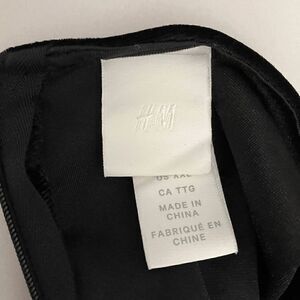 H&M
US XXL
CA TTG
MADE IN
CHINA
FABRIQUÉ EN
CHINE